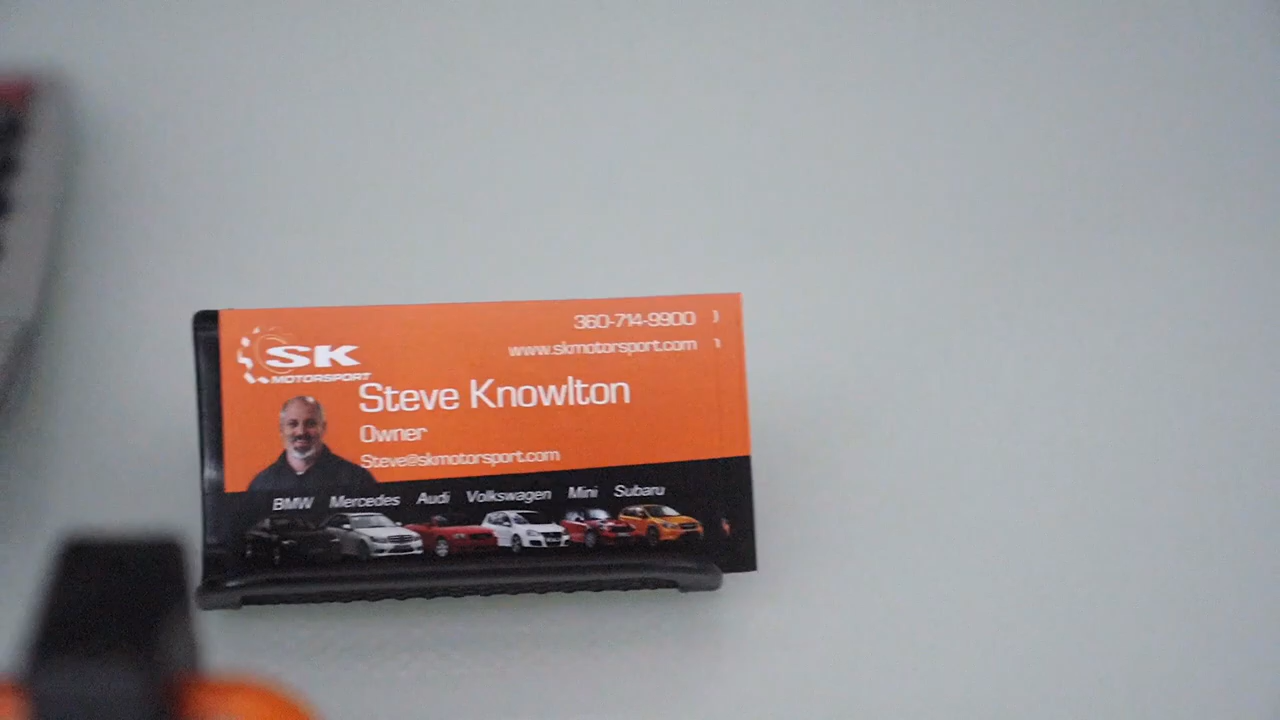 360-714-9900
www.skmotorsport.com
SK
MOTORSPORT
Steve Knowlton
Owner
Steve@skmotorsport.com
BMW Mercedes Audi Volkswagen Mini Subaru